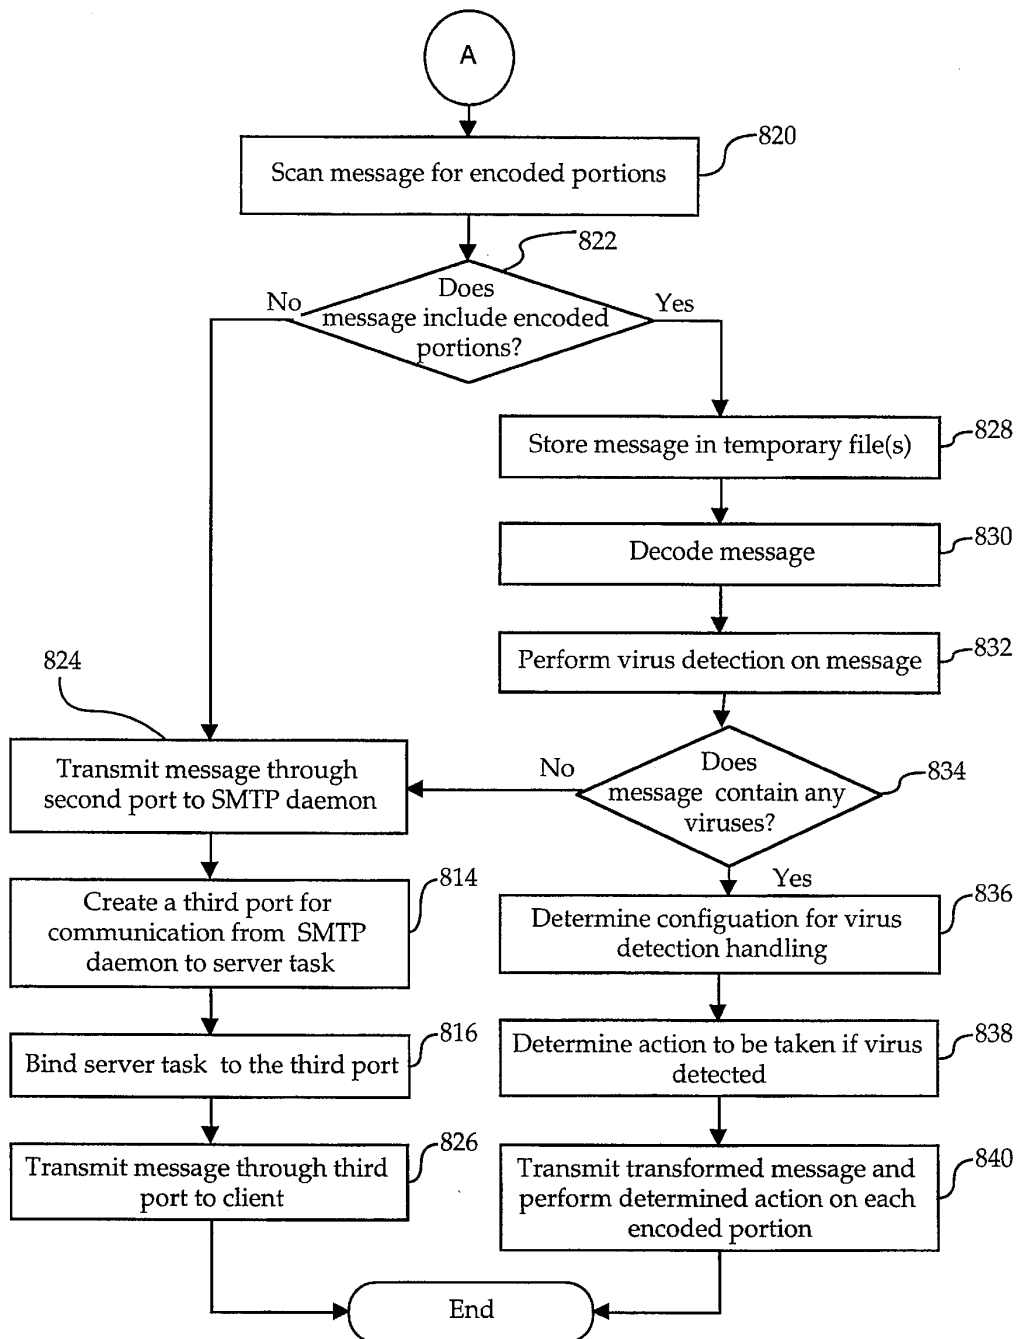 A
820
Scan message for encoded portions
822
Does
message include encoded
portions?
No
Yes
828
Store message in temporary file(s)
830
Decode message
832
Perform virus detection on message
824
Transmit message through
second port to SMTP daemon
No
Does
message contain any
viruses?
834
Yes
814
Create a third port for
communication from SMTP
daemon to server task
836
Determine configuation for virus
detection handling
816
Bind server task to the third port
838
Determine action to be taken if virus
detected
826
Transmit message through third
port to client
840
Transmit transformed message and
perform determined action on each
encoded portion
End